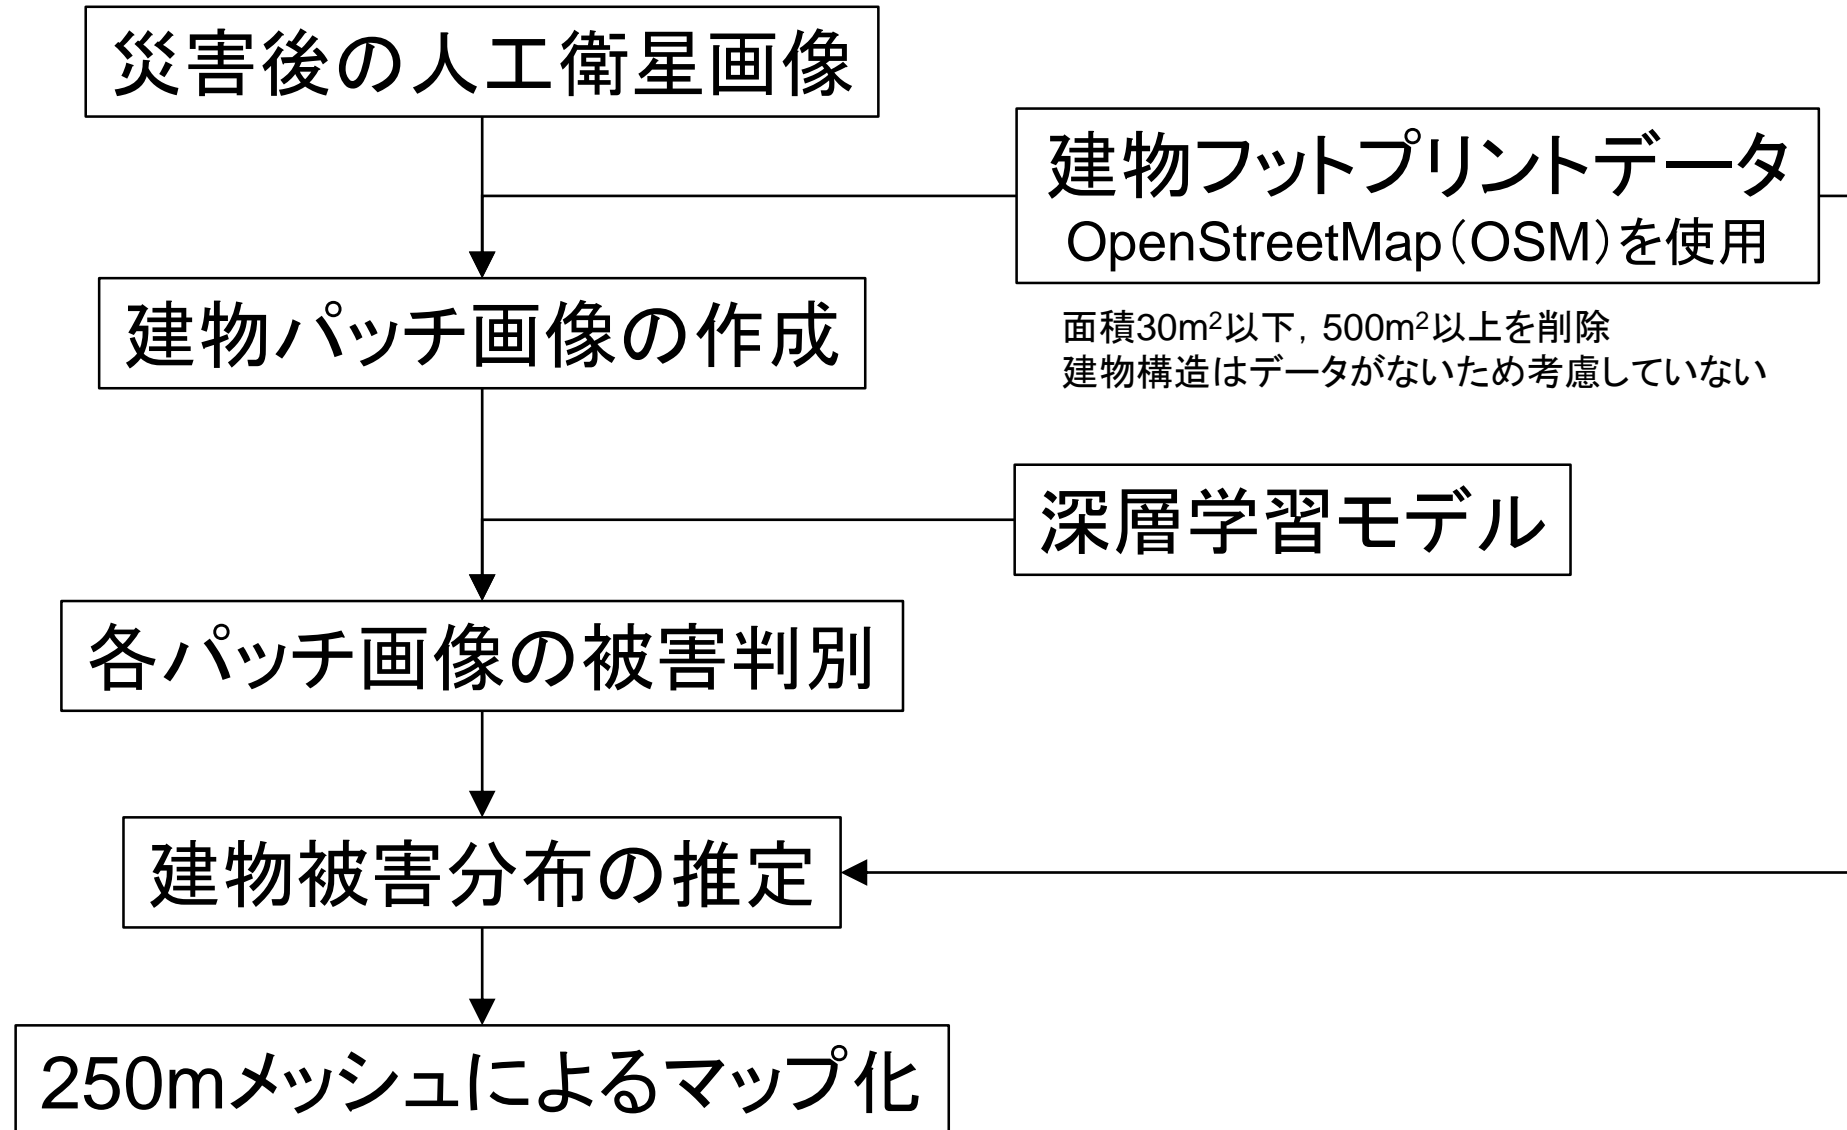 災害後の人工衛星画像
建物フットプリントデータ
OpenStreetMap（OSM）を使用
建物パッチ画像の作成
面積30m²以下，500m²以上を削除
建物構造はデータがないため考慮していない
深層学習モデル
各パッチ画像の被害判別
建物被害分布の推定
250mメッシュによるマップ化